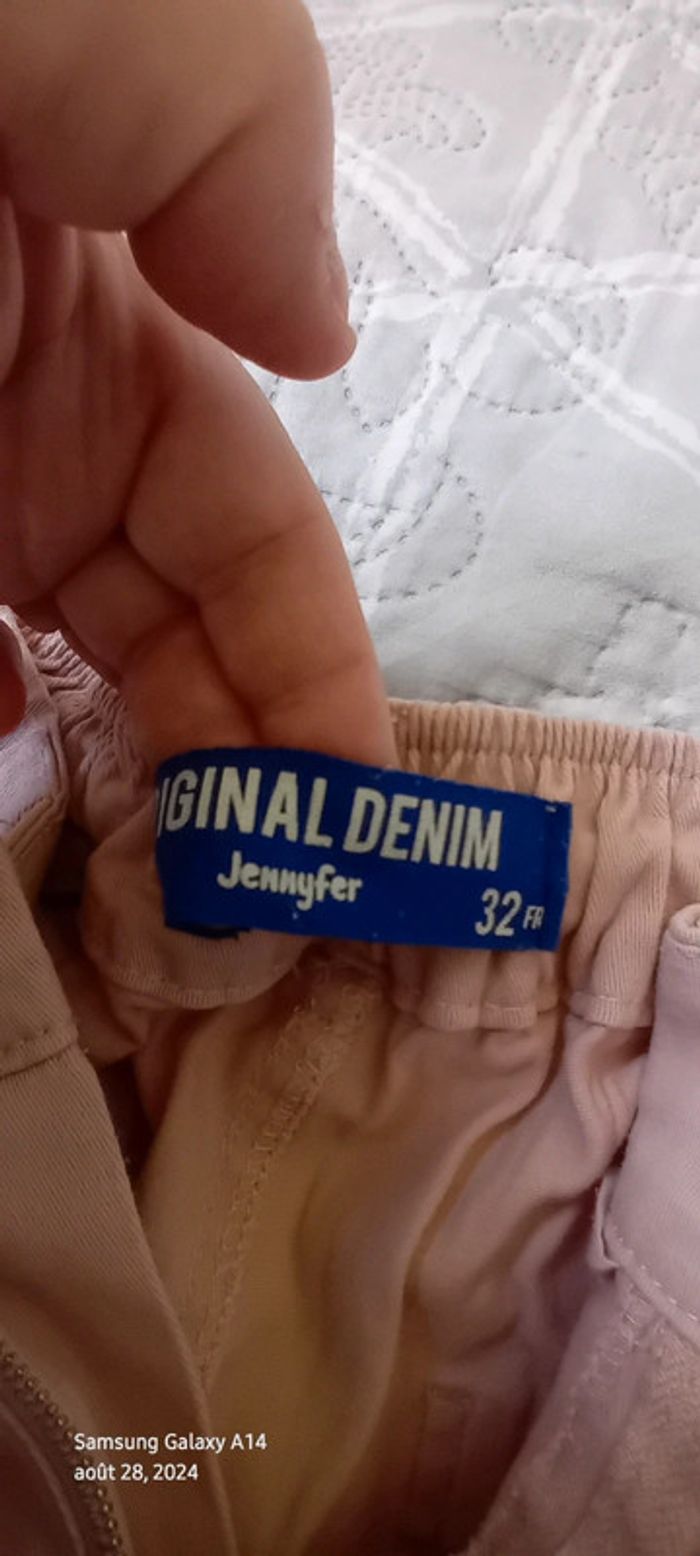 IGINAL DENIM
Jennyfer
32 FR
Samsung Galaxy A14
août 28, 2024